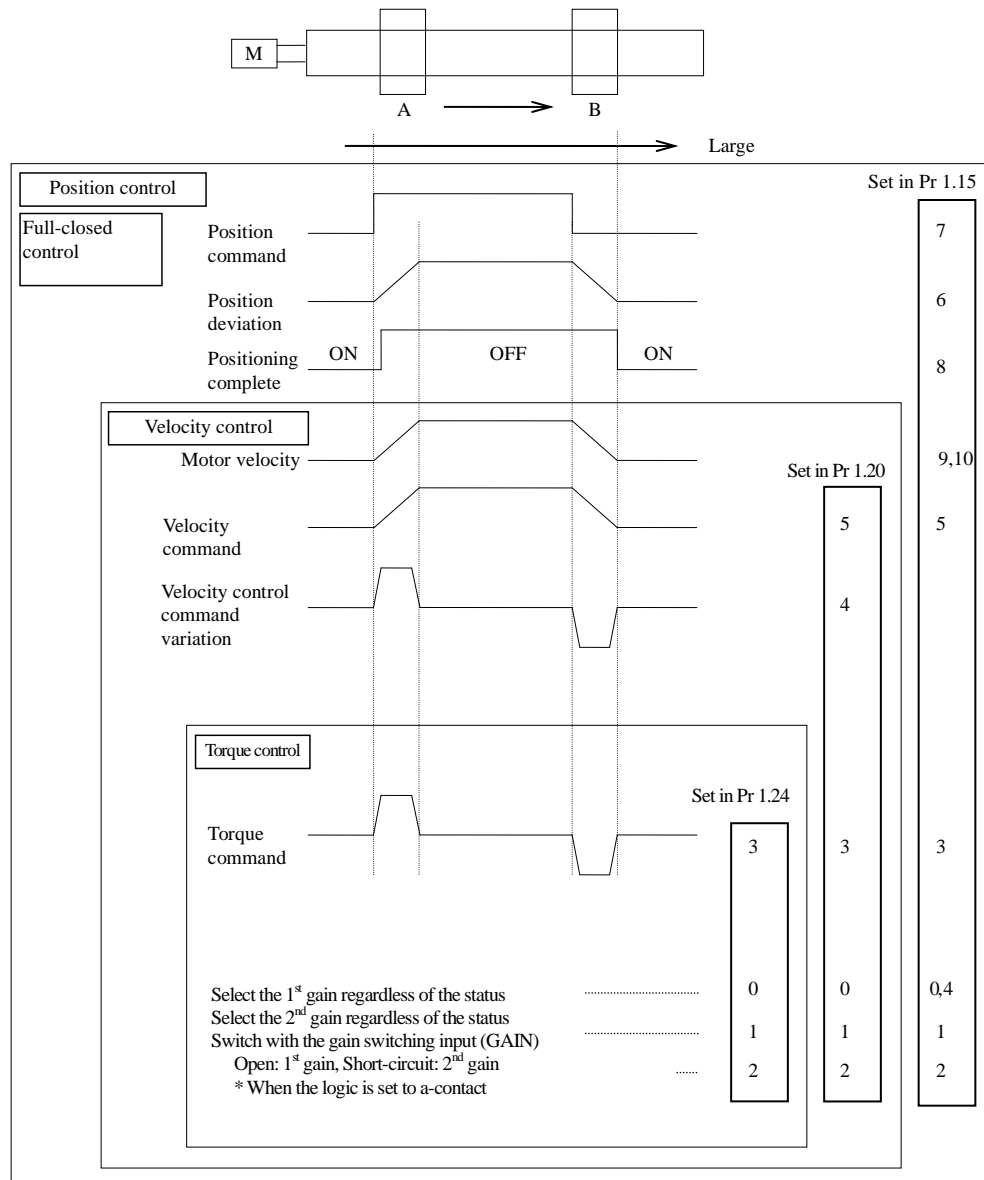 M
A B
Large
Position control
Set in Pr 1.15
Full-closed
control
Position
command
7
Position
deviation
6
Positioning
complete
ON OFF ON
8
Velocity control
Motor velocity
9,10
Set in Pr 1.20
Velocity
command
5 5
Velocity control
command
variation
4
Torque control
Set in Pr 1.24
Torque
command
3 3 3
Select the 1st gain regardless of the status ........ 0 0 0,4
Select the 2nd gain regardless of the status
Switch with the gain switching input (GAIN) ........ 1 1 1
Open: 1st gain, Short-circuit: 2nd gain ....... 2 2 2
* When the logic is set to a-contact